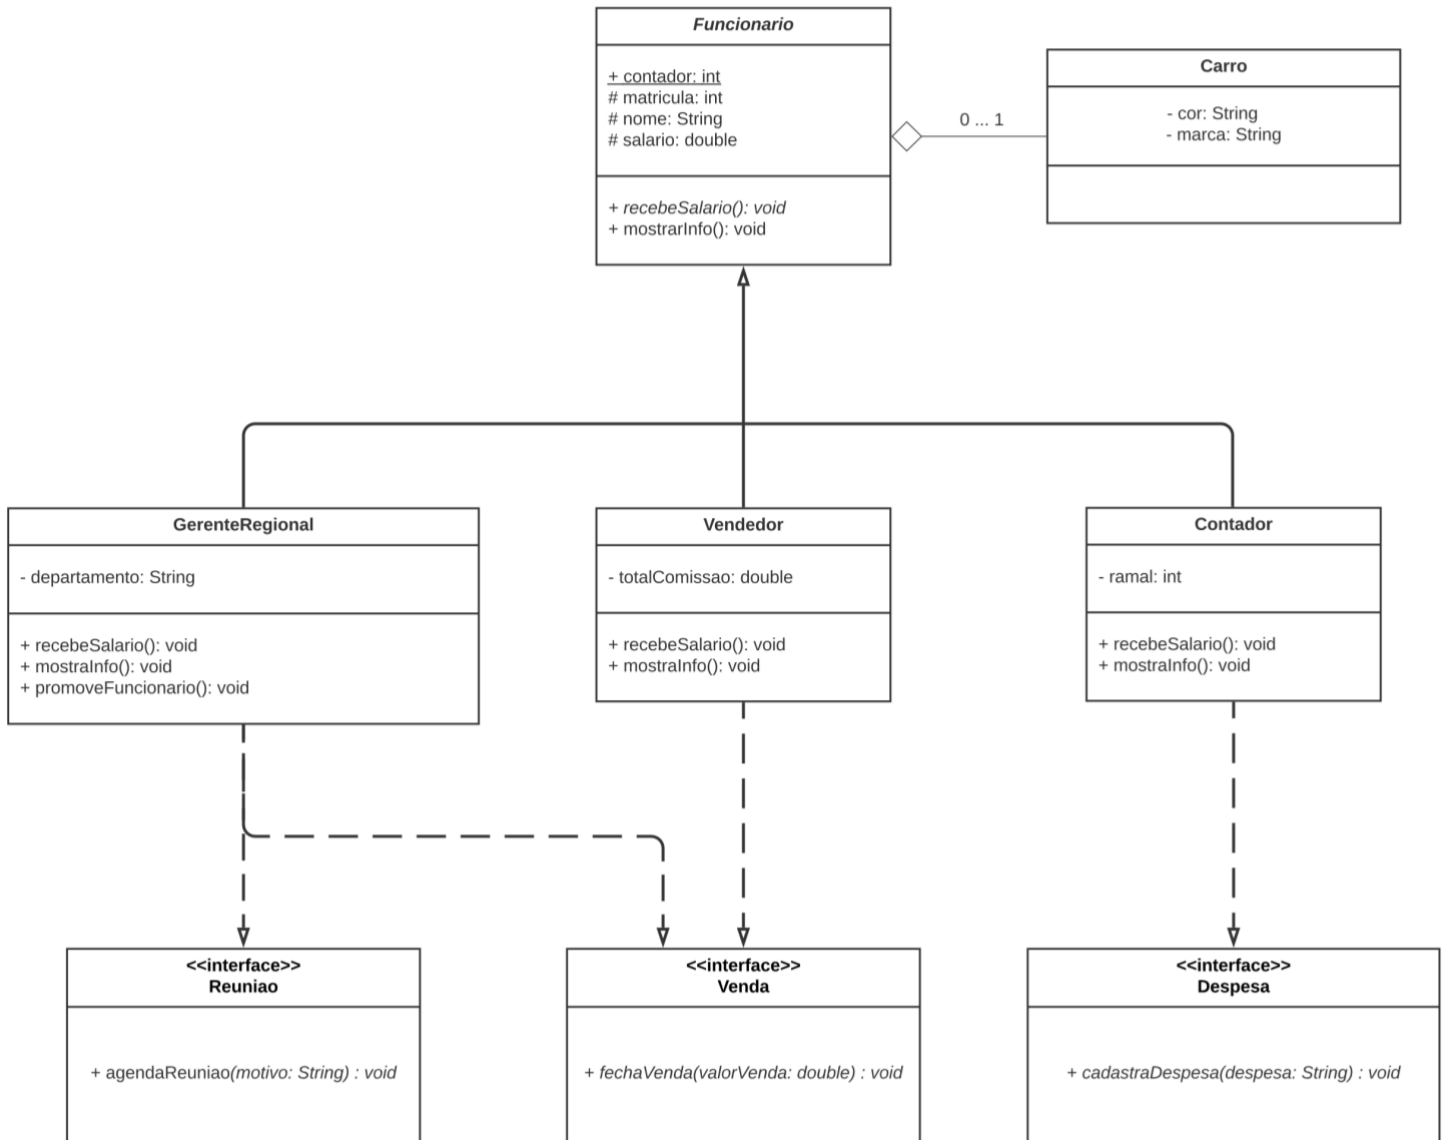 Funcionario
+ contador: int
# matricula: int
# nome: String
# salario: double
+ recebeSalario(): void
+ mostrarInfo(): void
0 ... 1
Carro
- cor: String
- marca: String
GerenteRegional
- departamento: String
+ recebeSalario(): void
+ mostraInfo(): void
+ promoveFuncionario(): void
Vendedor
- totalComissao: double
+ recebeSalario(): void
+ mostraInfo(): void
Contador
- ramal: int
+ recebeSalario(): void
+ mostraInfo(): void
<<interface>>
Reuniao
+ agendaReuniao(motivo: String) : void
<<interface>>
Venda
+ fechaVenda(valorVenda: double) : void
<<interface>>
Despesa
+ cadastraDespesa(despesa: String) : void